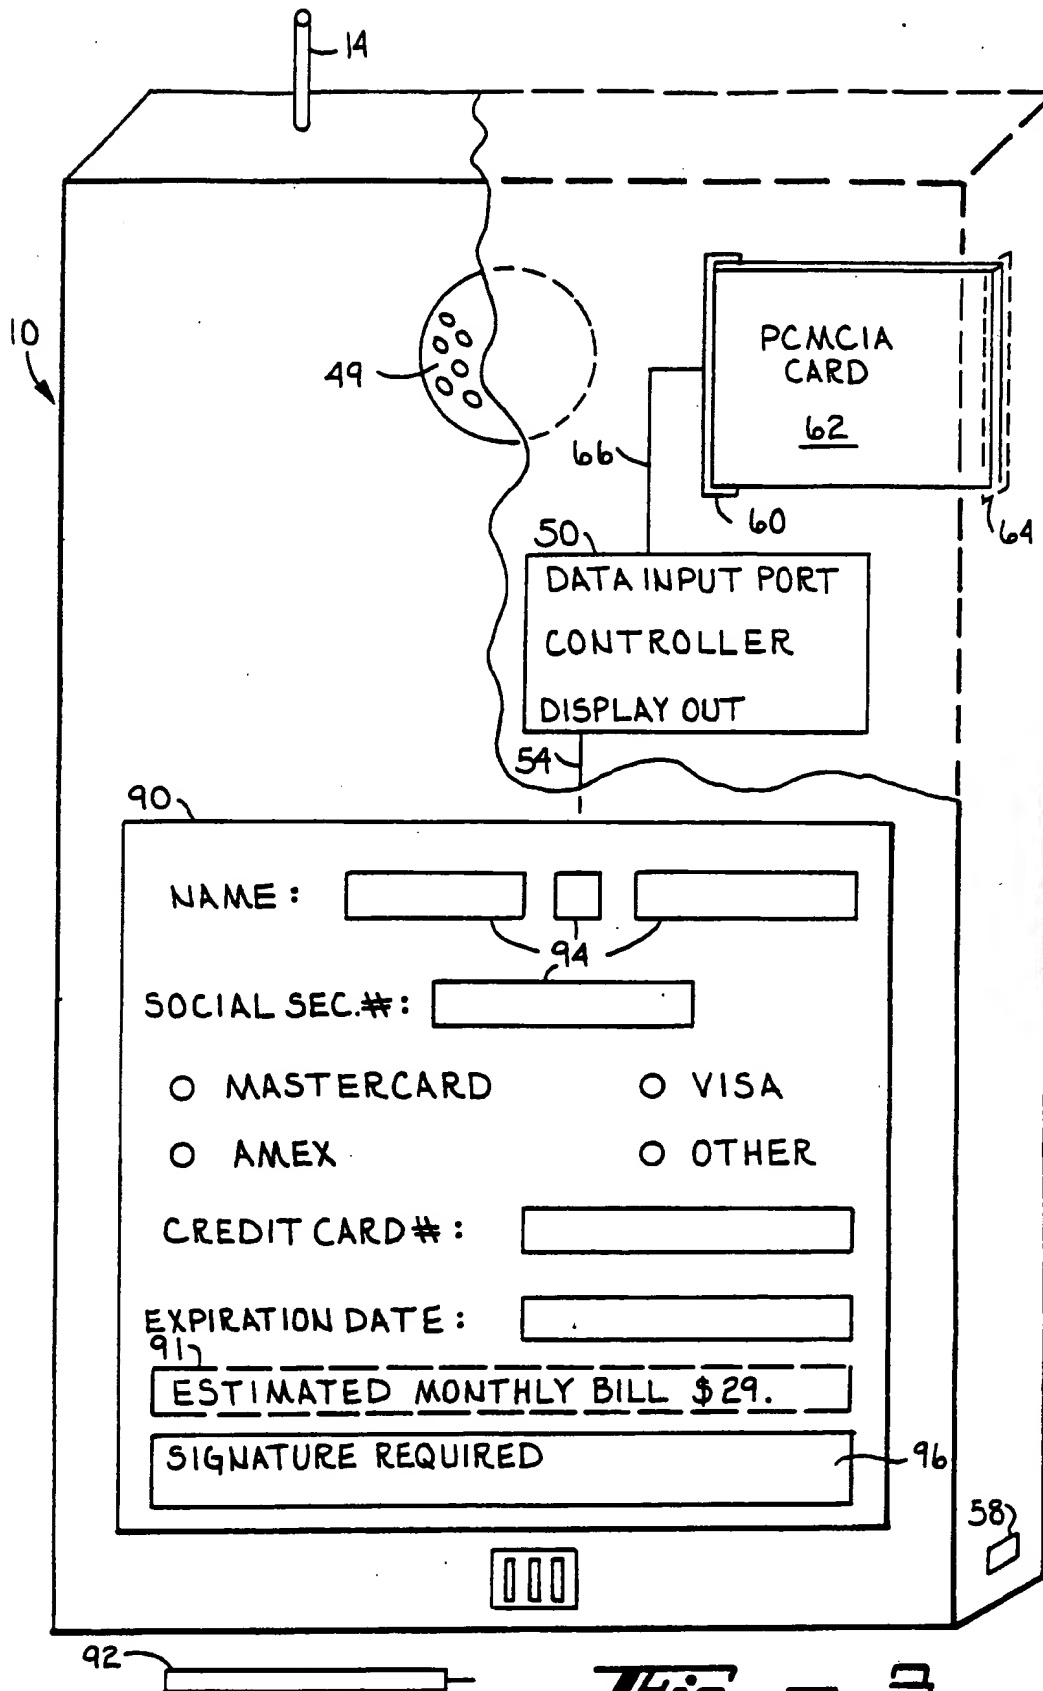 14
10
49
PCMCIA
CARD
62
66
60
64
50
DATA INPUT PORT
CONTROLLER
DISPLAY OUT
54
90
NAME:
94
SOCIAL SEC.#:
MASTERCARD
VISA
AMEX
OTHER
CREDIT CARD#:
EXPIRATION DATE:
91
ESTIMATED MONTHLY BILL $29.
SIGNATURE REQUIRED
96
58
92